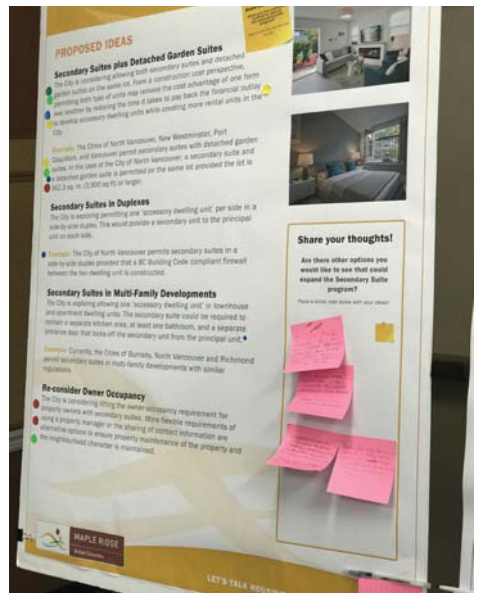 PROPOSED IDEAS
Secondary Suites plus Detached Garden Suites
The City is considering allowing both secondary suites and detached
garden suites on the same lot. From a construction cost perspective,
permitting both type of units may remove the cost advantage of one form
over another by reducing the time it takes to pay back the financial outlay
to develop accessory dwelling units while creating more rental units in the
City.
Example: The Cities of North Vancouver, New Westminster, Port
Coquitlam, and Vancouver permit secondary suites with detached garden
suites, in the case of the City of North Vancouver, a secondary suite and
a detached garden suite is permitted on the same lot provided the lot is
sq. m. (3,900 sq ft) or larger.
Secondary Suites in Duplexes
The City is exploring permitting one 'accessory dwelling unit' per side in a
side-by-side duplex. This would provide a secondary unit to the principal
unit on each side.
Example: The City of North Vancouver permits secondary suites in a
side-by-side duplex provided that a BC Building Code compliant firewall
between the two dwelling unit is constructed.
Secondary Suites in Multi-Family Developments
The City is exploring allowing one 'accessory dwelling unit' in townhouse
and apartment dwelling units. The secondary suite could be required to
contain a separate kitchen area, at least one bathroom, and a separate
entrance door that locks-off the secondary unit from the principal unit.
Example: Currently, the Cities of Burnaby, North Vancouver and Richmond
permit secondary suites in multi-family developments with similar
regulations.
Re-consider Owner Occupancy
The City is considering lifting the owner-occupancy requirement for
property owners with secondary suites. More flexible requirements of
using a property manager or the sharing of contact information are
alternative options to ensure property maintenance of the property and
the neighbourhood character is maintained.
Share your thoughts!
Are there other options you
would like to see that could
expand the Secondary Suite
program?
Place a sticky note below with your ideas!
MAPLE RIDGE
British Columbia
LET'S TALK HOUSING